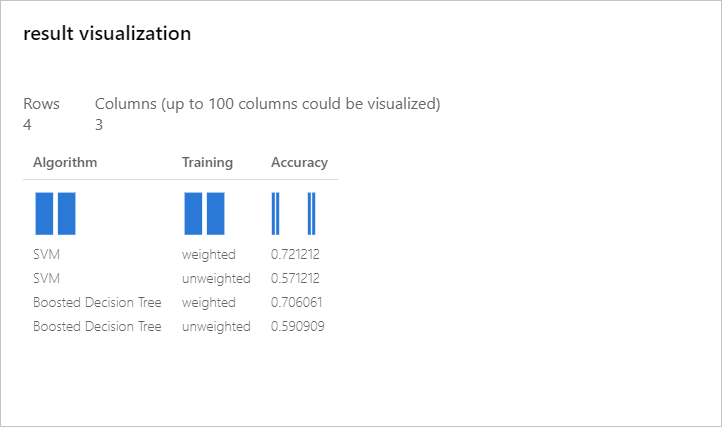 result visualization
Rows Columns (up to 100 columns could be visualized)
4 3
Algorithm Training Accuracy
SVM weighted 0.721212
SVM unweighted 0.571212
Boosted Decision Tree weighted 0.706061
Boosted Decision Tree unweighted 0.590909